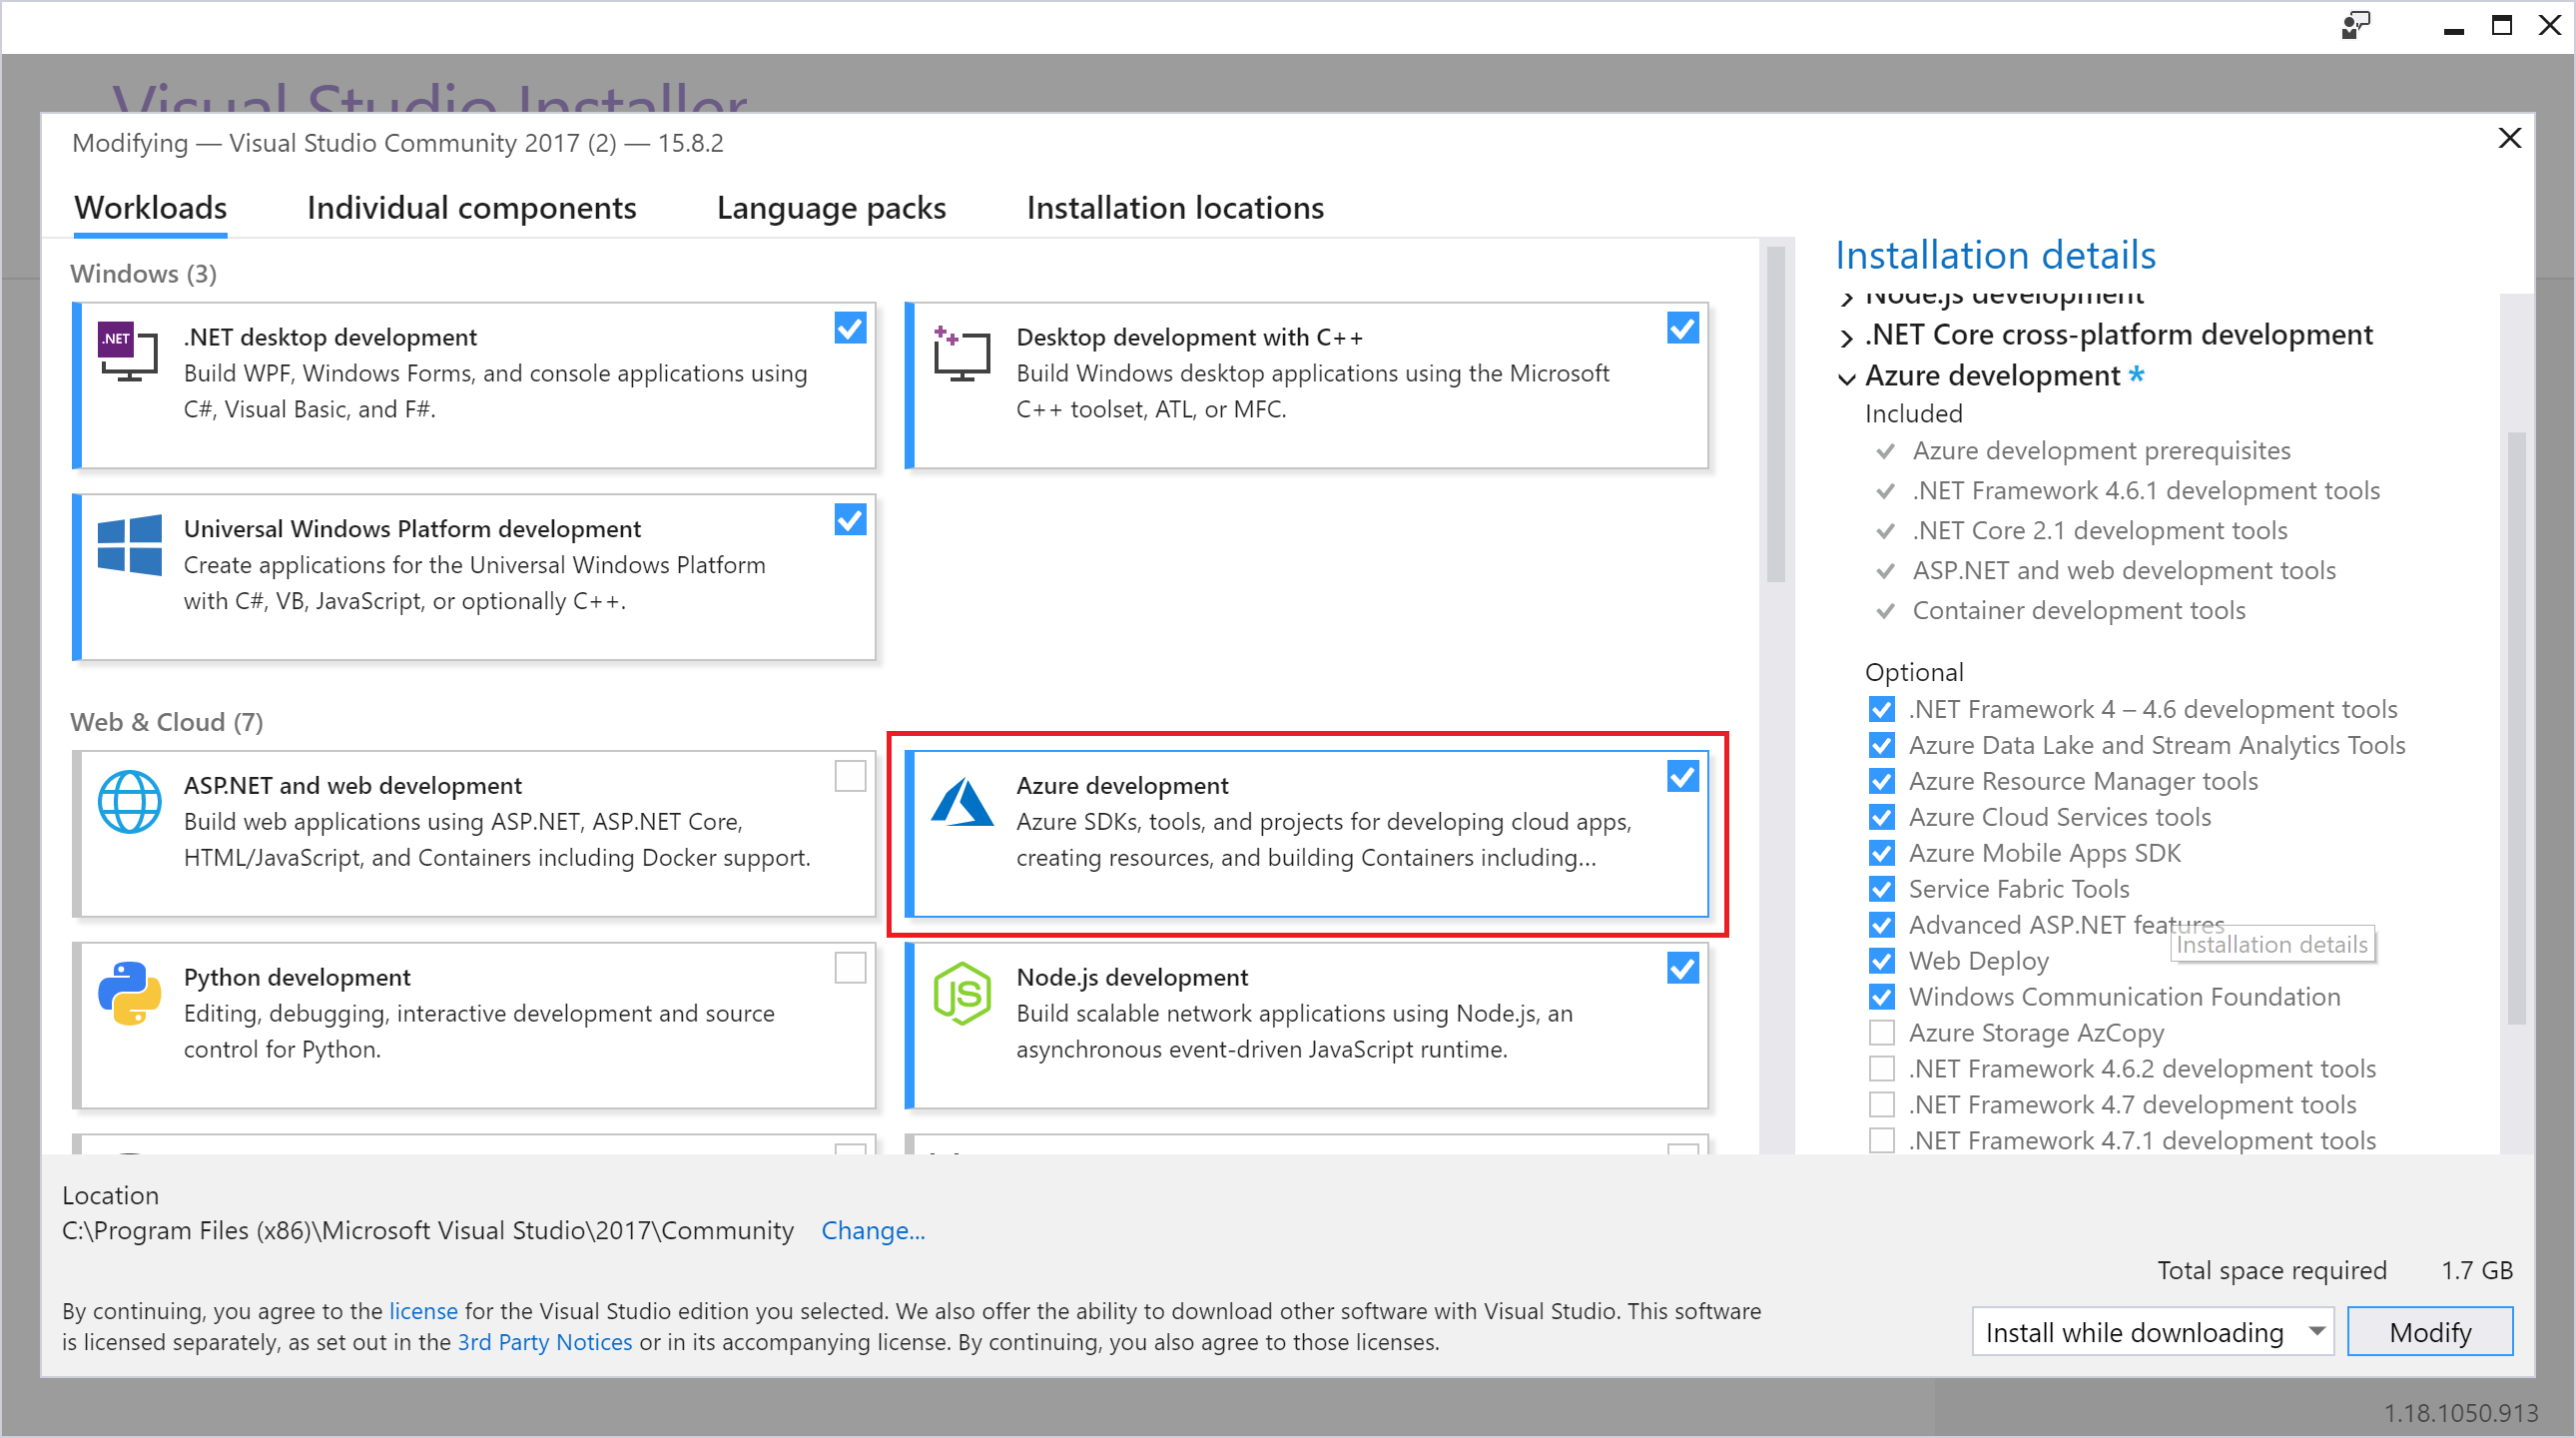 Visual Studio Installer
Modifying — Visual Studio Community 2017 (2) — 15.8.2
Workloads
Individual components
Language packs
Installation locations
Windows (3)
.NET
.NET desktop development
Build WPF, Windows Forms, and console applications using
C#, Visual Basic, and F#.
Desktop development with C++
Build Windows desktop applications using the Microsoft
C++ toolset, ATL, or MFC.
Universal Windows Platform development
Create applications for the Universal Windows Platform
with C#, VB, JavaScript, or optionally C++.
Web & Cloud (7)
ASP.NET and web development
Build web applications using ASP.NET, ASP.NET Core,
HTML/JavaScript, and Containers including Docker support.
Azure development
Azure SDKs, tools, and projects for developing cloud apps,
creating resources, and building Containers including...
Python development
Editing, debugging, interactive development and source
control for Python.
JS
Node.js development
Build scalable network applications using Node.js, an
asynchronous event-driven JavaScript runtime.
Installation details
Node.js development
.NET Core cross-platform development
Azure development *
Included
Azure development prerequisites
.NET Framework 4.6.1 development tools
.NET Core 2.1 development tools
ASP.NET and web development tools
Container development tools
Optional
.NET Framework 4 – 4.6 development tools
Azure Data Lake and Stream Analytics Tools
Azure Resource Manager tools
Azure Cloud Services tools
Azure Mobile Apps SDK
Service Fabric Tools
Advanced ASP.NET features
Installation details
Web Deploy
Windows Communication Foundation
Azure Storage AzCopy
.NET Framework 4.6.2 development tools
.NET Framework 4.7 development tools
.NET Framework 4.7.1 development tools
Location
C:\Program Files (x86)\Microsoft Visual Studio\2017\Community Change...
Total space required 1.7 GB
By continuing, you agree to the license for the Visual Studio edition you selected. We also offer the ability to download other software with Visual Studio. This software
is licensed separately, as set out in the 3rd Party Notices or in its accompanying license. By continuing, you also agree to those licenses.
Install while downloading
Modify
1.18.1050.913